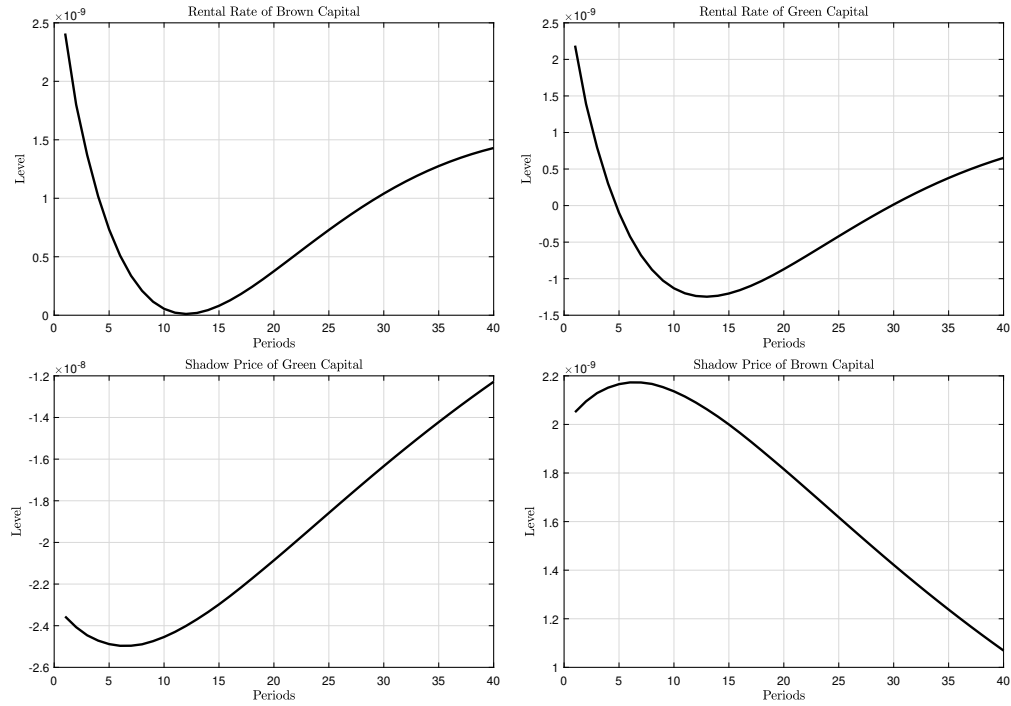 Rental Rate of Brown Capital
×10⁻⁹
2.5
2
1.5
1
0.5
0
Level
0 5 10 15 20 25 30 35 40
Periods
Rental Rate of Green Capital
×10⁻⁹
2.5
2
1.5
1
0.5
0
-0.5
-1
-1.5
Level
0 5 10 15 20 25 30 35 40
Periods
Shadow Price of Green Capital
×10⁻⁸
-1.2
-1.4
-1.6
-1.8
-2
-2.2
-2.4
-2.6
Level
0 5 10 15 20 25 30 35 40
Periods
Shadow Price of Brown Capital
×10⁻⁹
2.2
2
1.8
1.6
1.4
1.2
1
Level
0 5 10 15 20 25 30 35 40
Periods